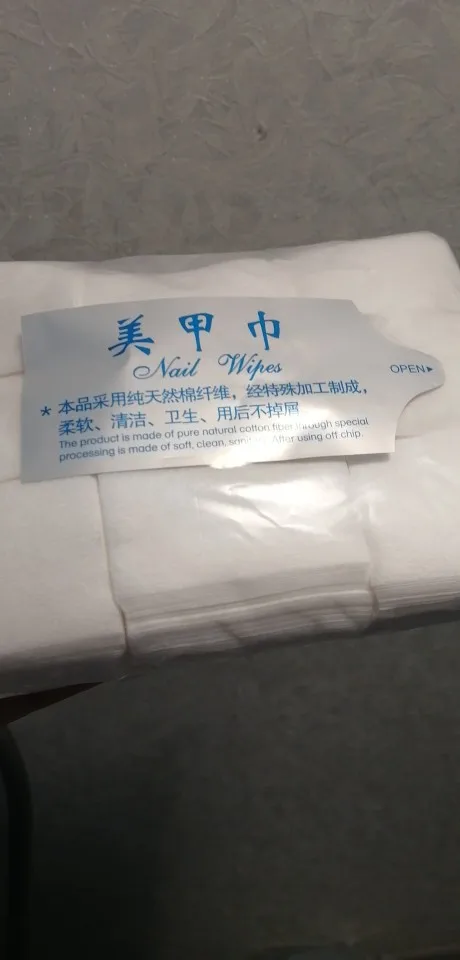 美甲巾
Nail Wipes
OPEN▸
* 本品采用纯天然棉纤维，经特殊加工制成，
柔软、清洁、卫生、用后不掉屑
The product is made of pure natural cotton fiber through special
processing is made of soft, clean, sanitary. After using off chip.